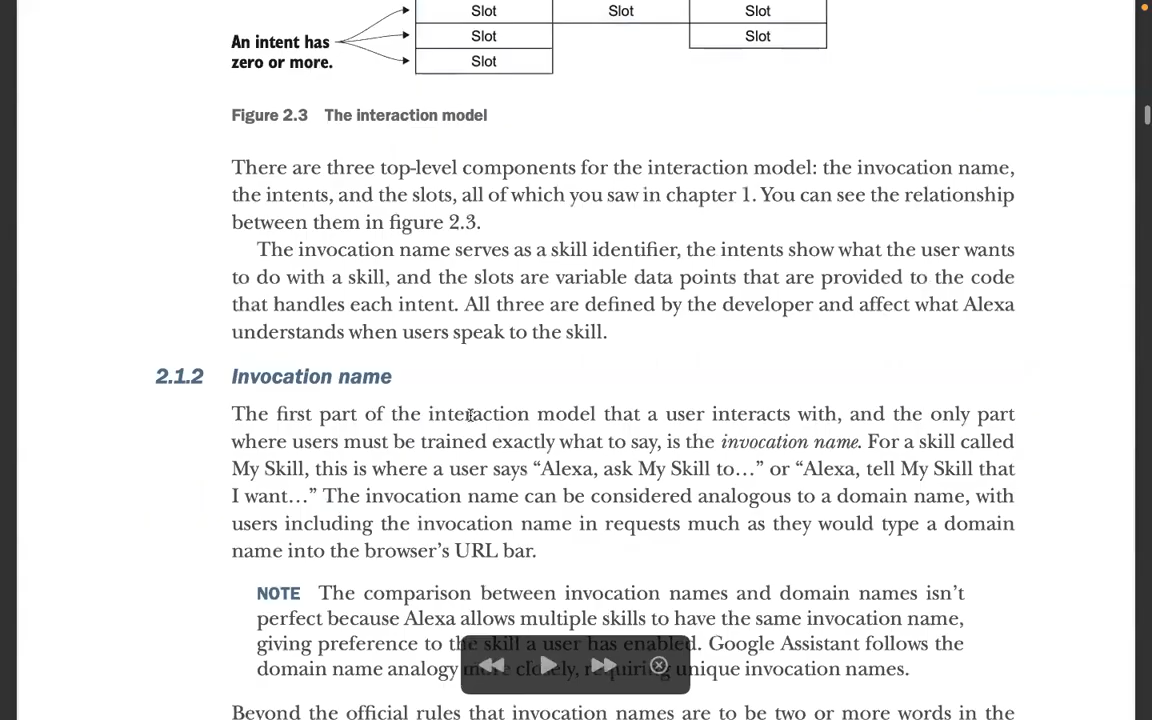 Slot Slot Slot
Slot Slot
An intent has
zero or more.
Slot
Figure 2.3 The interaction model
There are three top-level components for the interaction model: the invocation name,
the intents, and the slots, all of which you saw in chapter 1. You can see the relationship
between them in figure 2.3.
The invocation name serves as a skill identifier, the intents show what the user wants
to do with a skill, and the slots are variable data points that are provided to the code
that handles each intent. All three are defined by the developer and affect what Alexa
understands when users speak to the skill.
2.1.2 Invocation name
The first part of the interaction model that a user interacts with, and the only part
where users must be trained exactly what to say, is the invocation name. For a skill called
My Skill, this is where a user says “Alexa, ask My Skill to…” or “Alexa, tell My Skill that
I want…” The invocation name can be considered analogous to a domain name, with
users including the invocation name in requests much as they would type a domain
name into the browser’s URL bar.
NOTE The comparison between invocation names and domain names isn’t
perfect because Alexa allows multiple skills to have the same invocation name,
giving preference to the skill a user has enabled. Google Assistant follows the
domain name analogy more closely, requiring unique invocation names.
Beyond the official rules that invocation names are to be two or more words in the